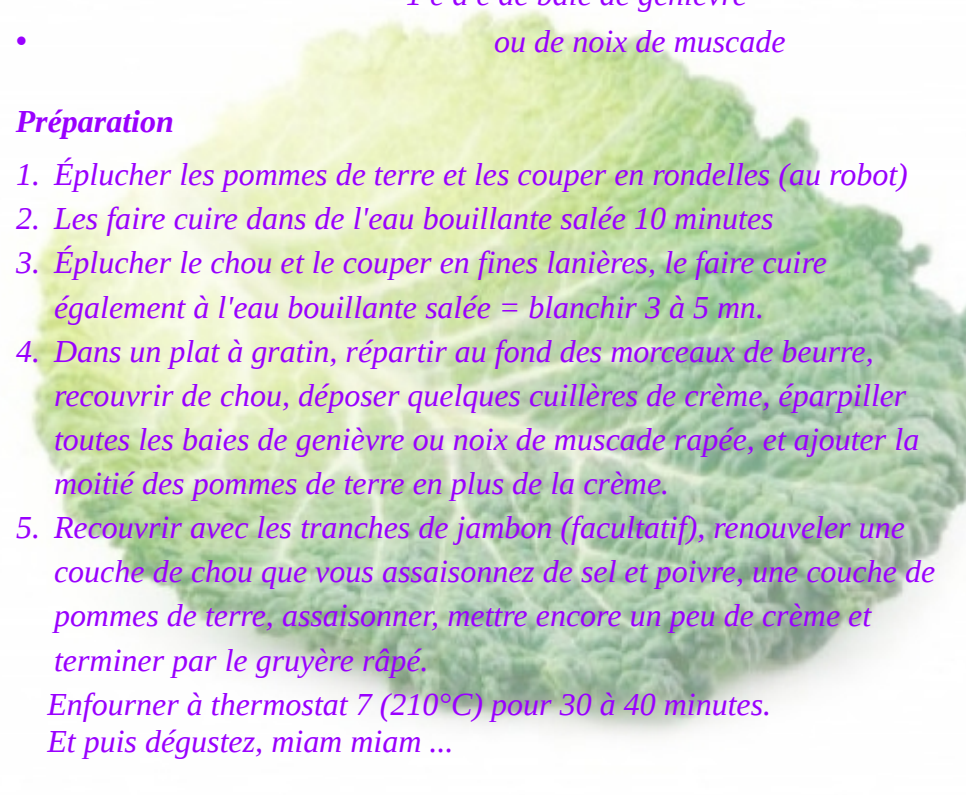 1 c à c de baie de genièvre
• ou de noix de muscade
Préparation
1. Éplucher les pommes de terre et les couper en rondelles (au robot)
2. Les faire cuire dans de l'eau bouillante salée 10 minutes
3. Éplucher le chou et le couper en fines lanières, le faire cuire
également à l'eau bouillante salée = blanchir 3 à 5 mn.
4. Dans un plat à gratin, répartir au fond des morceaux de beurre,
recouvrir de chou, déposer quelques cuillères de crème, éparpiller
toutes les baies de genièvre ou noix de muscade rapée, et ajouter la
moitié des pommes de terre en plus de la crème.
5. Recouvrir avec les tranches de jambon (facultatif), renouveler une
couche de chou que vous assaisonnez de sel et poivre, une couche de
pommes de terre, assaisonner, mettre encore un peu de crème et
terminer par le gruyère râpé.
Enfourner à thermostat 7 (210°C) pour 30 à 40 minutes.
Et puis dégustez, miam miam ...